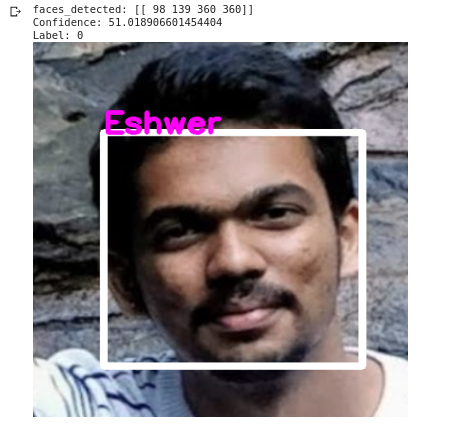 faces_detected: [[ 98 139 360 360]]
Confidence: 51.018906601454404
Label: 0
Eshwer